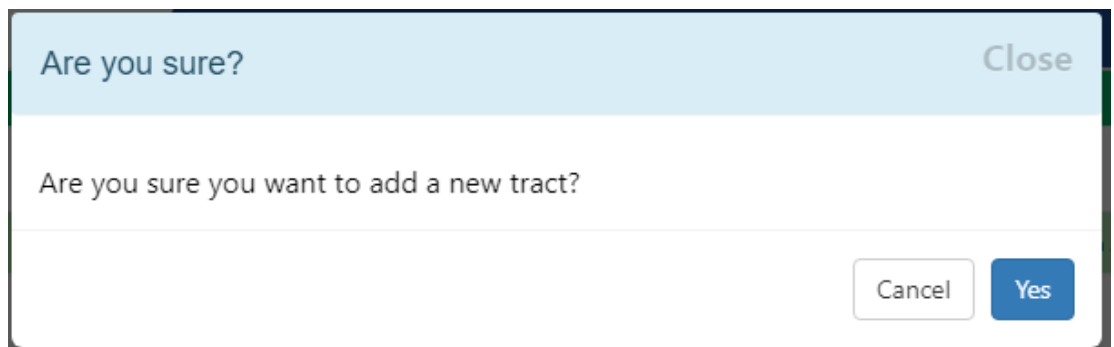 Are you sure?
Close
Are you sure you want to add a new tract?
Cancel
Yes